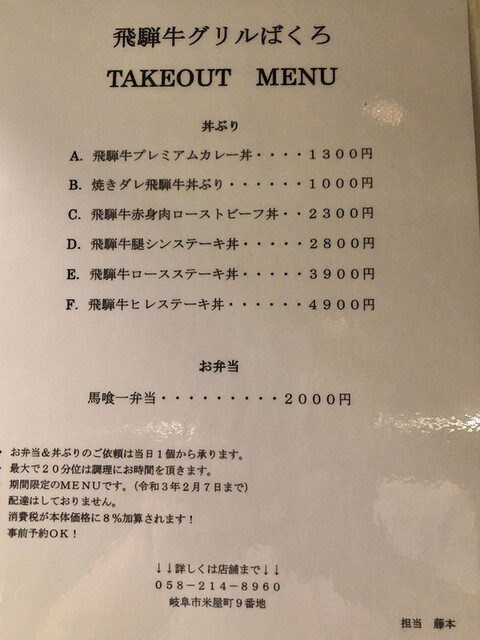 飛騨牛グリルばくろ
TAKEOUT MENU
丼ぶり
A. 飛騨牛プレミアムカレー丼・・・・1300円
B. 焼きダレ飛騨牛丼ぶり・・・・・・1000円
C. 飛騨牛赤身肉ローストビーフ丼・・2300円
D. 飛騨牛腿シンステーキ丼・・・・・2800円
E. 飛騨牛ロースステーキ丼・・・・・3900円
F. 飛騨牛ヒレステーキ丼・・・・・・4900円
お弁当
馬喰一弁当・・・・・・・・・2000円
・ お弁当&丼ぶりのご依頼は当日1個から承ります。
・ 最大で20分位は調理にお時間を頂きます。
・ 期間限定のMENUです。(令和3年2月7日まで)
配達はしておりません。
消費税が本体価格に8%加算されます!
事前予約OK!
↓↓詳しくは店舗まで↓↓
058-214-8960
岐阜市米屋町9番地
担当 藤本